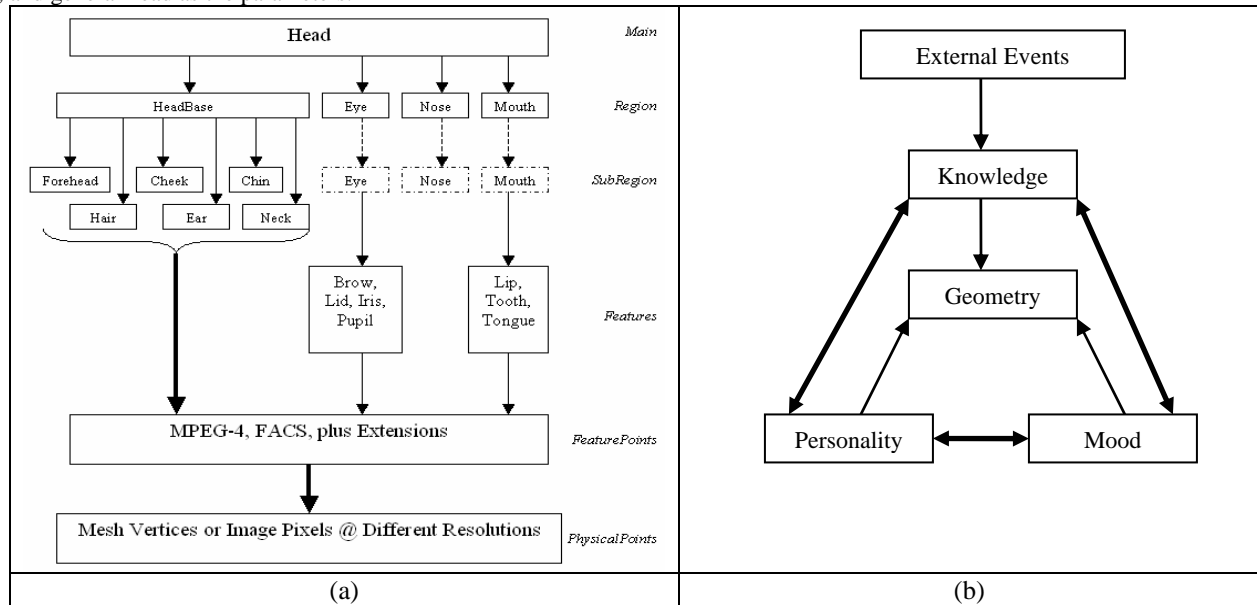 Head
Main
HeadBase
Eye
Nose
Mouth
Region
Forehead
Cheek
Chin
Eye
Nose
Mouth
SubRegion
Hair
Ear
Neck
Brow,
Lid, Iris,
Pupil
Lip,
Tooth,
Tongue
Features
MPEG-4, FACS, plus Extensions
FeaturePoints
Mesh Vertices or Image Pixels @ Different Resolutions
PhysicalPoints
(a)
External Events
Knowledge
Geometry
Personality
Mood
(b)